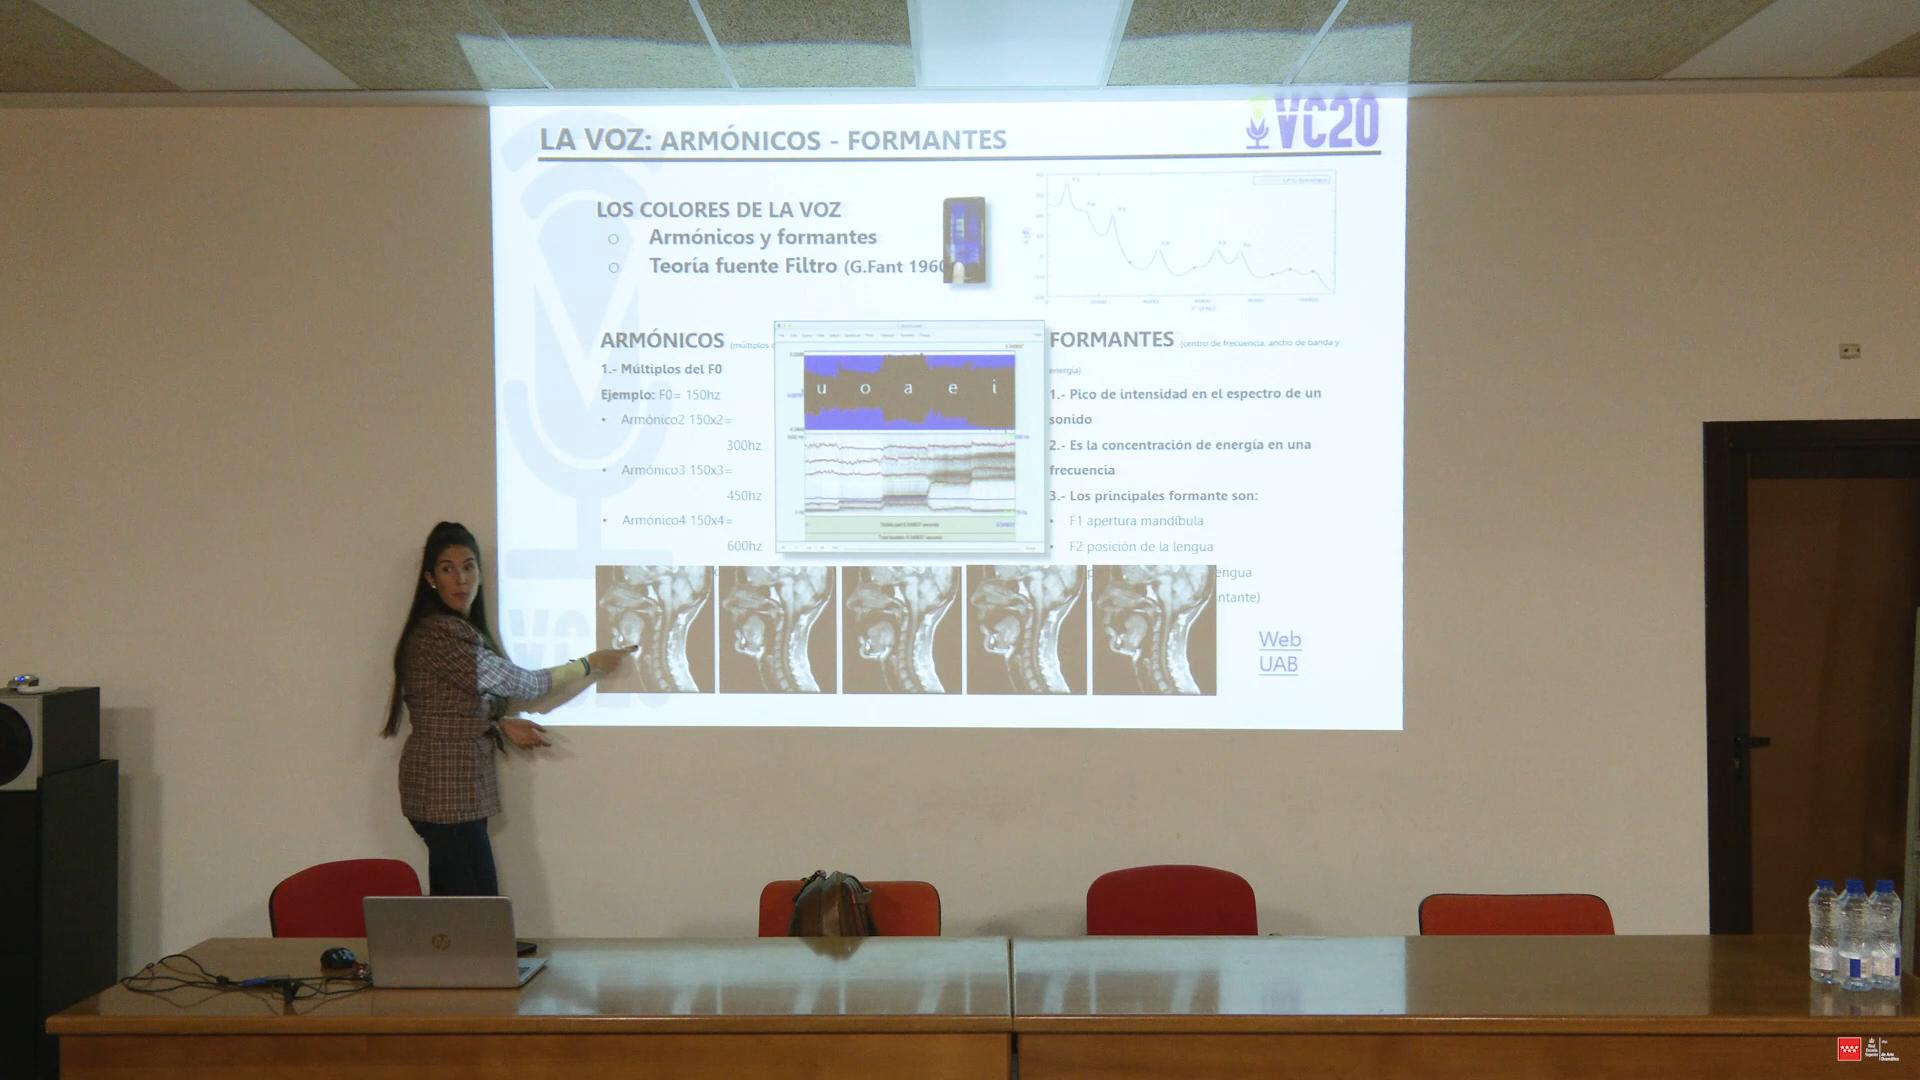 LA VOZ: ARMÓNICOS - FORMANTES
VC20
LOS COLORES DE LA VOZ
Armónicos y formantes
Teoría fuente Filtro (G.Fant 1960
ARMÓNICOS (múltiplos
1.- Múltiplos del F0
Ejemplo: F0= 150hz
• Armónico2 150x2=
300hz
• Armónico3 150x3=
450hz
• Armónico4 150x4=
600hz
u o a e i
FORMANTES (centro de frecuencia, ancho de banda y
energía)
1.- Pico de intensidad en el espectro de un
sonido
2.- Es la concentración de energía en una
frecuencia
3.- Los principales formante son:
• F1 apertura mandíbula
• F2 posición de la lengua
engua
ntante)
Web
UAB
VC20
hp